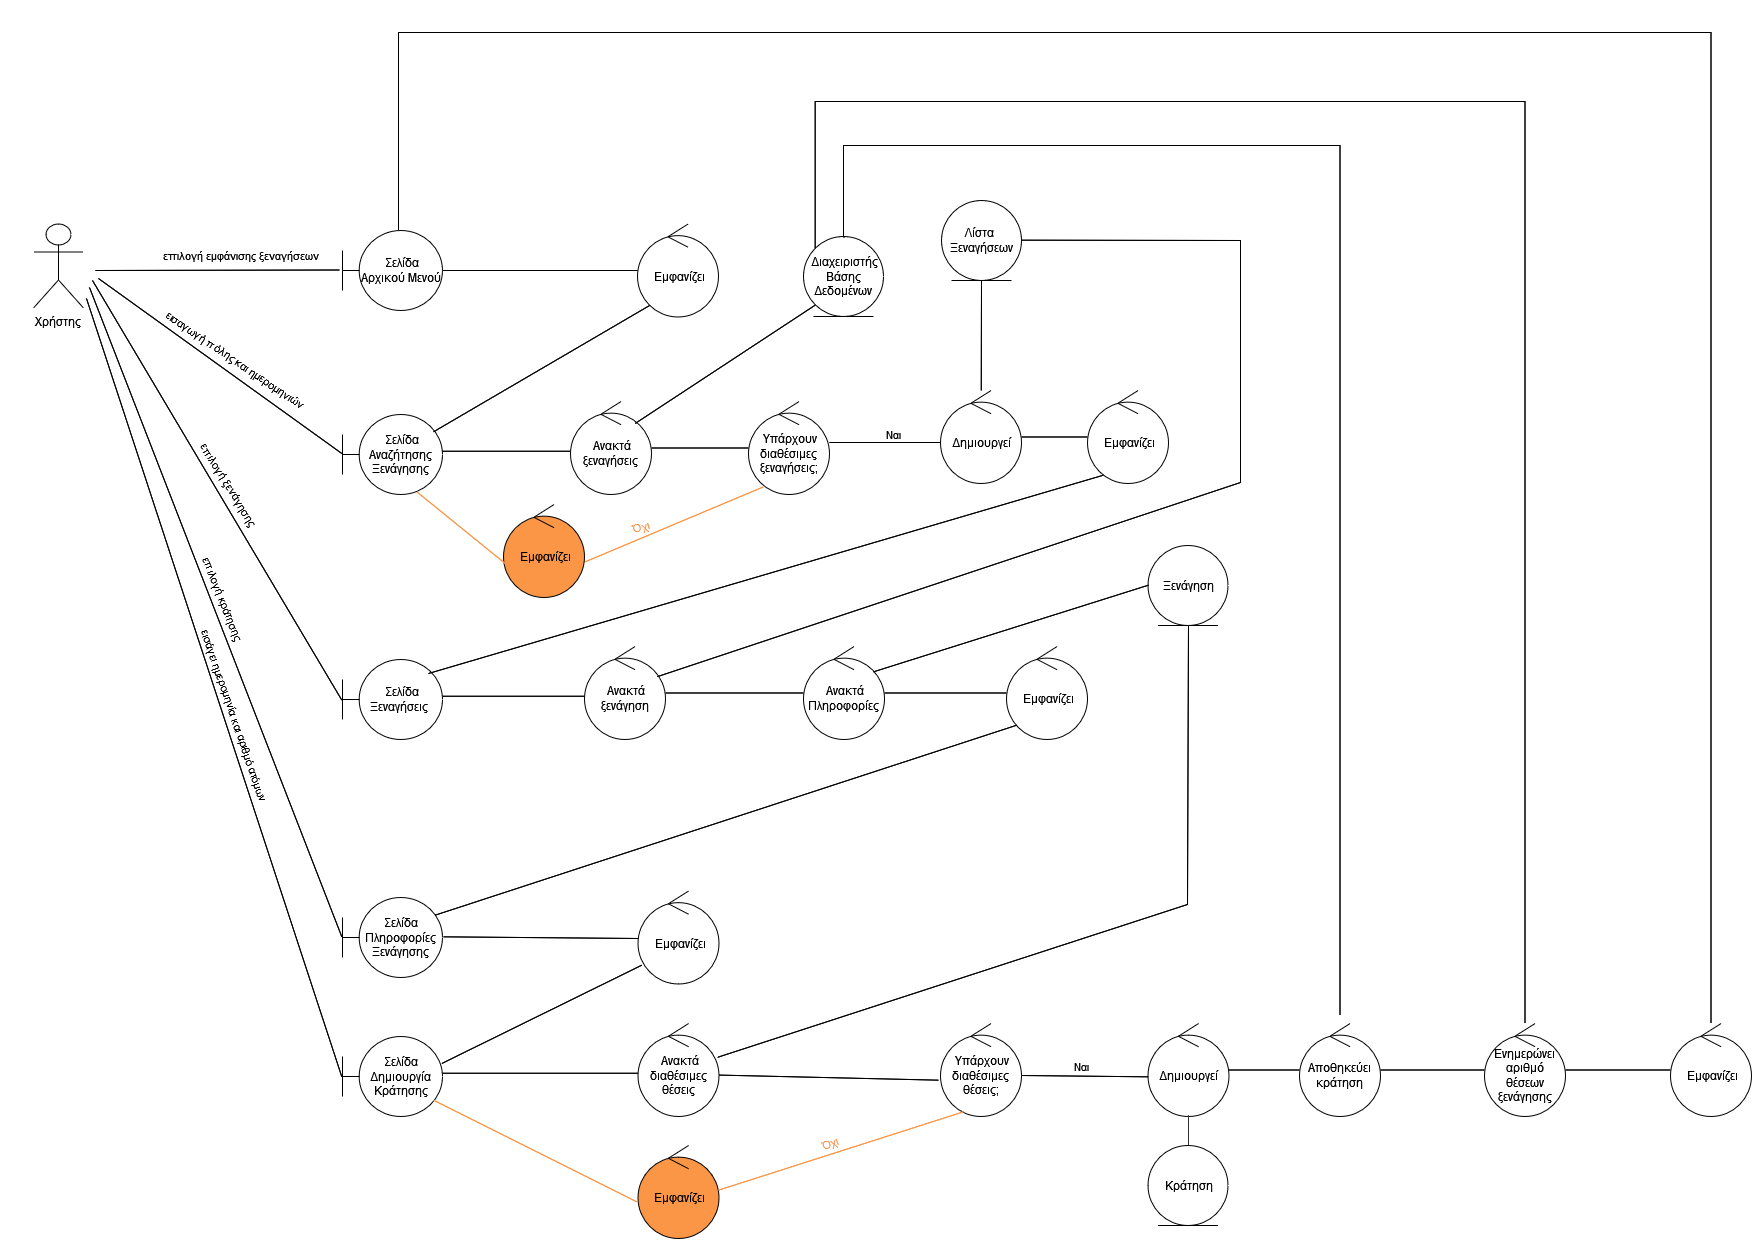 επιλογή εμφάνισης ξεναγήσεων
Σελίδα
Αρχικού Μενού
Εμφανίζει
Διαχειριστής
Βάσης
Δεδομένων
Λίστα
Ξεναγήσεων
Χρήστης
εισαγωγή πόλης και ημερομηνιών
Σελίδα
Αναζήτησης
Ξενάγησης
Ανακτά
ξεναγήσεις
Υπάρχουν
διαθέσιμες
ξεναγήσεις;
Ναι
Δημιουργεί
Εμφανίζει
επιλογή ξενάγησης
Εμφανίζει
Όχι
Ξενάγηση
επιλογή κράτησης
Σελίδα
Ξεναγήσεις
Ανακτά
ξενάγηση
Ανακτά
Πληροφορίες
Εμφανίζει
εισάγει ημερομηνία και αριθμό ατόμων
Σελίδα
Πληροφορίες
Ξενάγησης
Εμφανίζει
Σελίδα
Δημιουργία
Κράτησης
Ανακτά
διαθέσιμες
θέσεις
Υπάρχουν
διαθέσιμες
θέσεις;
Ναι
Δημιουργεί
Αποθηκεύει
κράτηση
Ενημερώνει
αριθμό
θέσεων
ξενάγησης
Εμφανίζει
Όχι
Εμφανίζει
Κράτηση